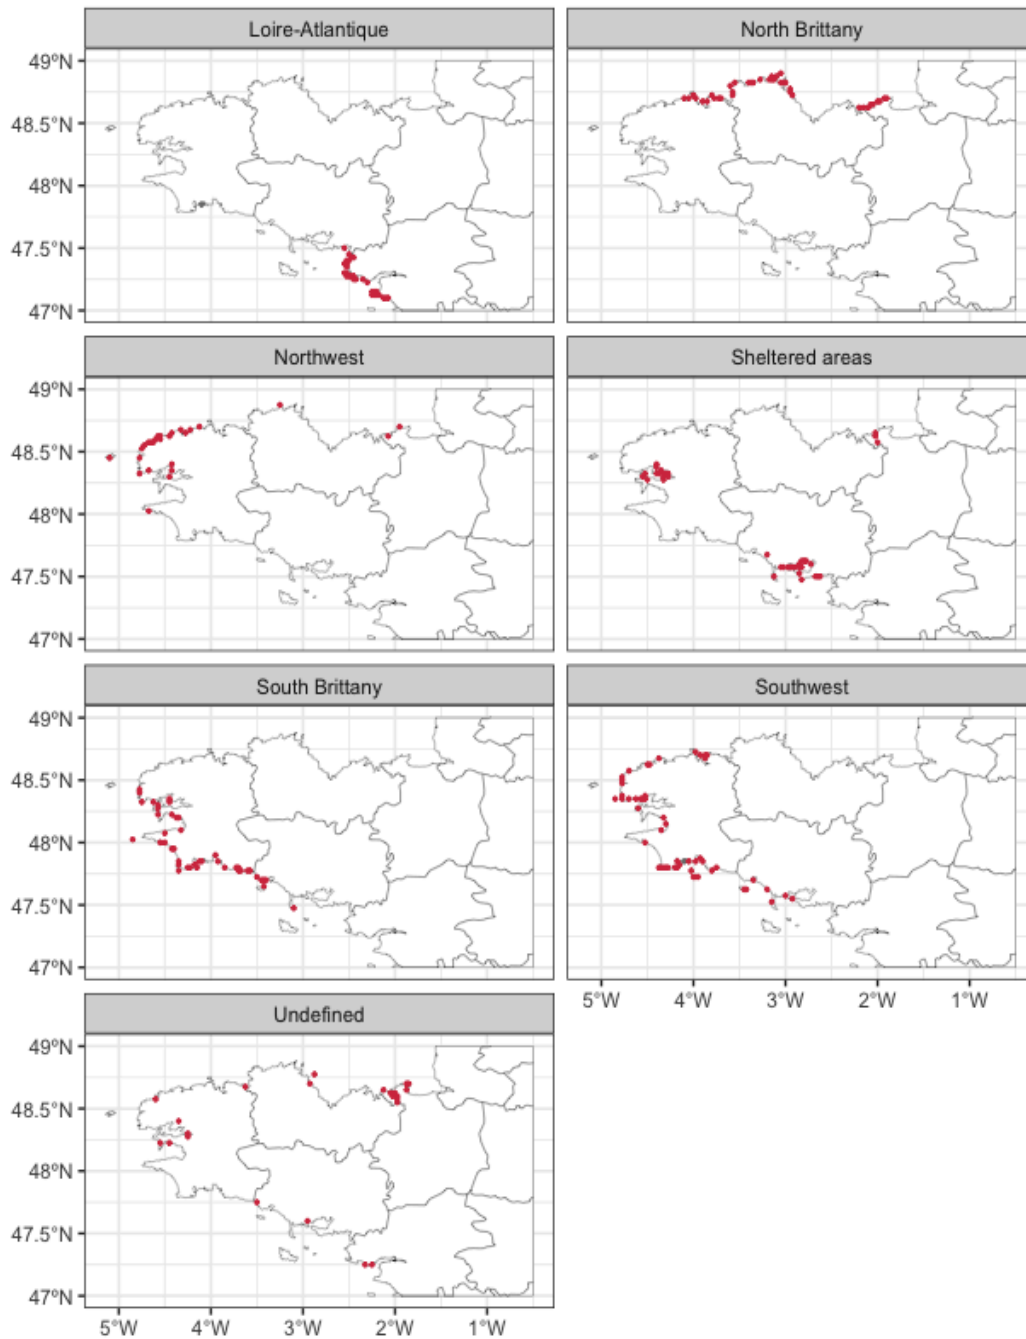 Loire-Atlantique
North Brittany
49°N
48.5°N
48°N
47.5°N
47°N
Northwest
Sheltered areas
49°N
48.5°N
48°N
47.5°N
47°N
South Brittany
Southwest
49°N
48.5°N
48°N
47.5°N
47°N
5°W 4°W 3°W 2°W 1°W
Undefined
49°N
48.5°N
48°N
47.5°N
47°N
5°W 4°W 3°W 2°W 1°W